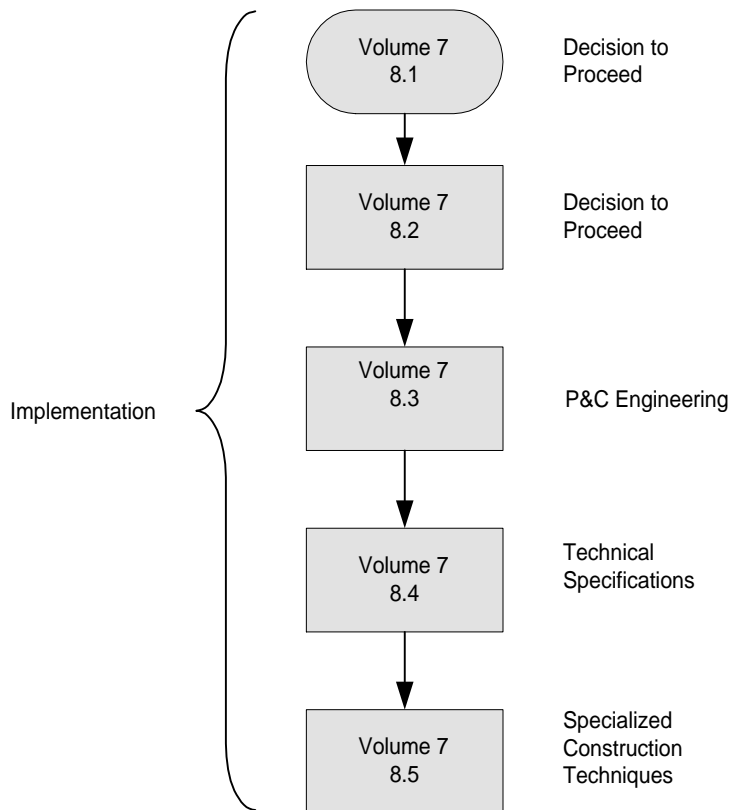 Volume 7
8.1
Decision to
Proceed
Volume 7
8.2
Decision to
Proceed
Volume 7
8.3
P&C Engineering
Implementation
Volume 7
8.4
Technical
Specifications
Volume 7
8.5
Specialized
Construction
Techniques